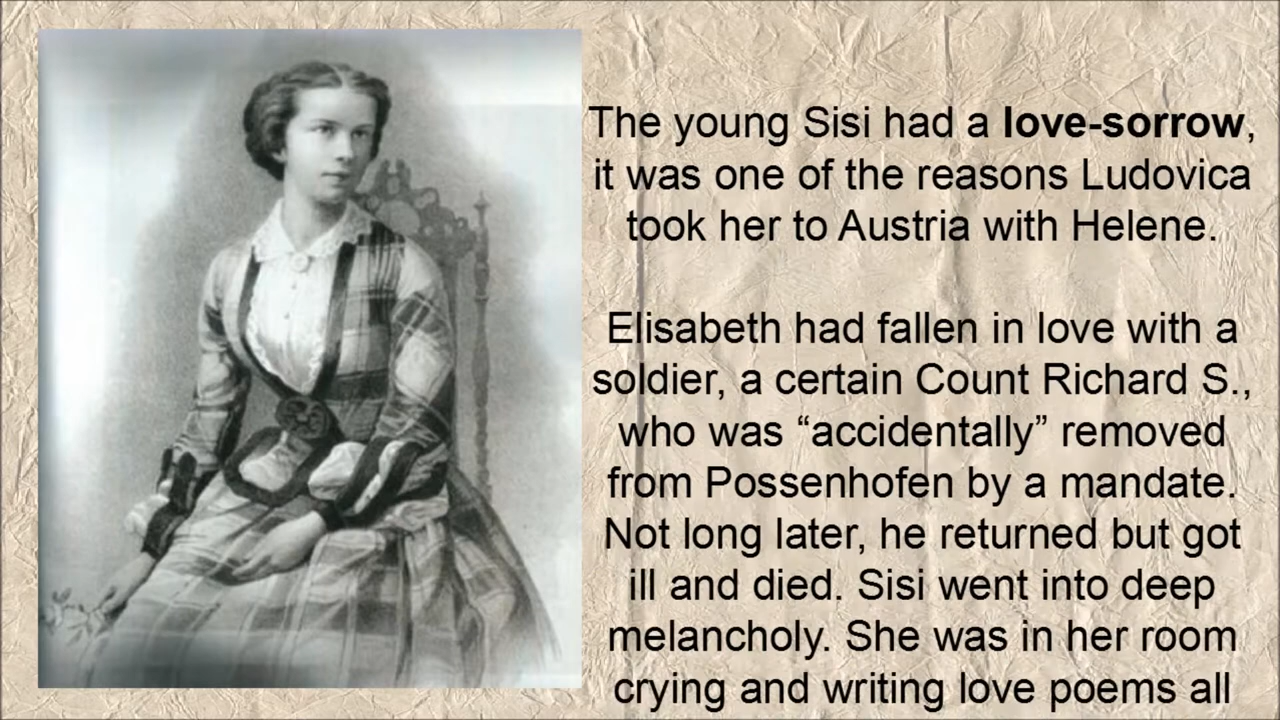 The young Sisi had a love-sorrow,
it was one of the reasons Ludovica
took her to Austria with Helene.
Elisabeth had fallen in love with a
soldier, a certain Count Richard S.,
who was “accidentally” removed
from Possenhofen by a mandate.
Not long later, he returned but got
ill and died. Sisi went into deep
melancholy. She was in her room
crying and writing love poems all